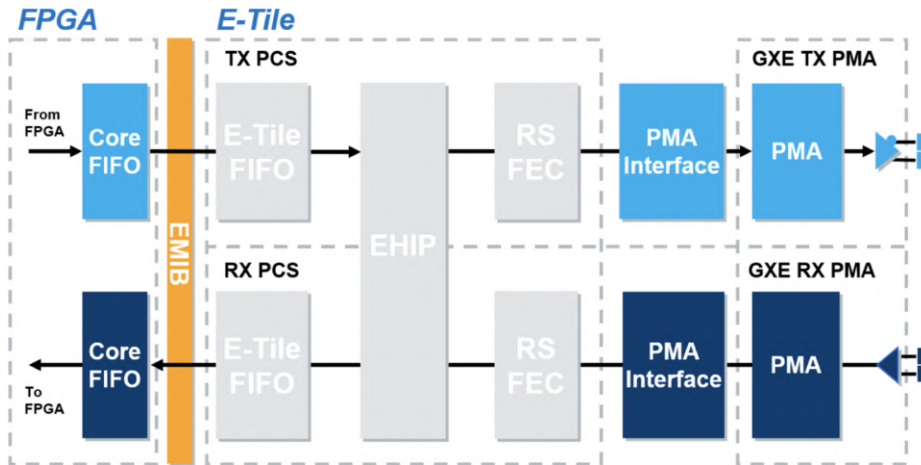 FPGA
E-Tile
TX PCS
GXE TX PMA
From
FPGA
Core
FIFO
E-Tile
FIFO
RS
FEC
PMA
Interface
PMA
EMIB
EHIP
RX PCS
GXE RX PMA
Core
FIFO
E-Tile
FIFO
RS
FEC
PMA
Interface
PMA
To
FPGA